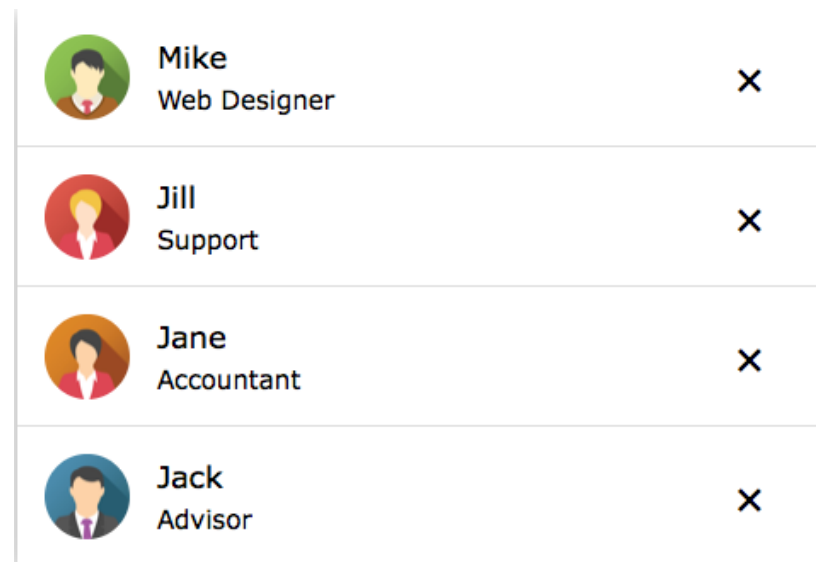 Mike
Web Designer
×
Jill
Support
×
Jane
Accountant
×
Jack
Advisor
×